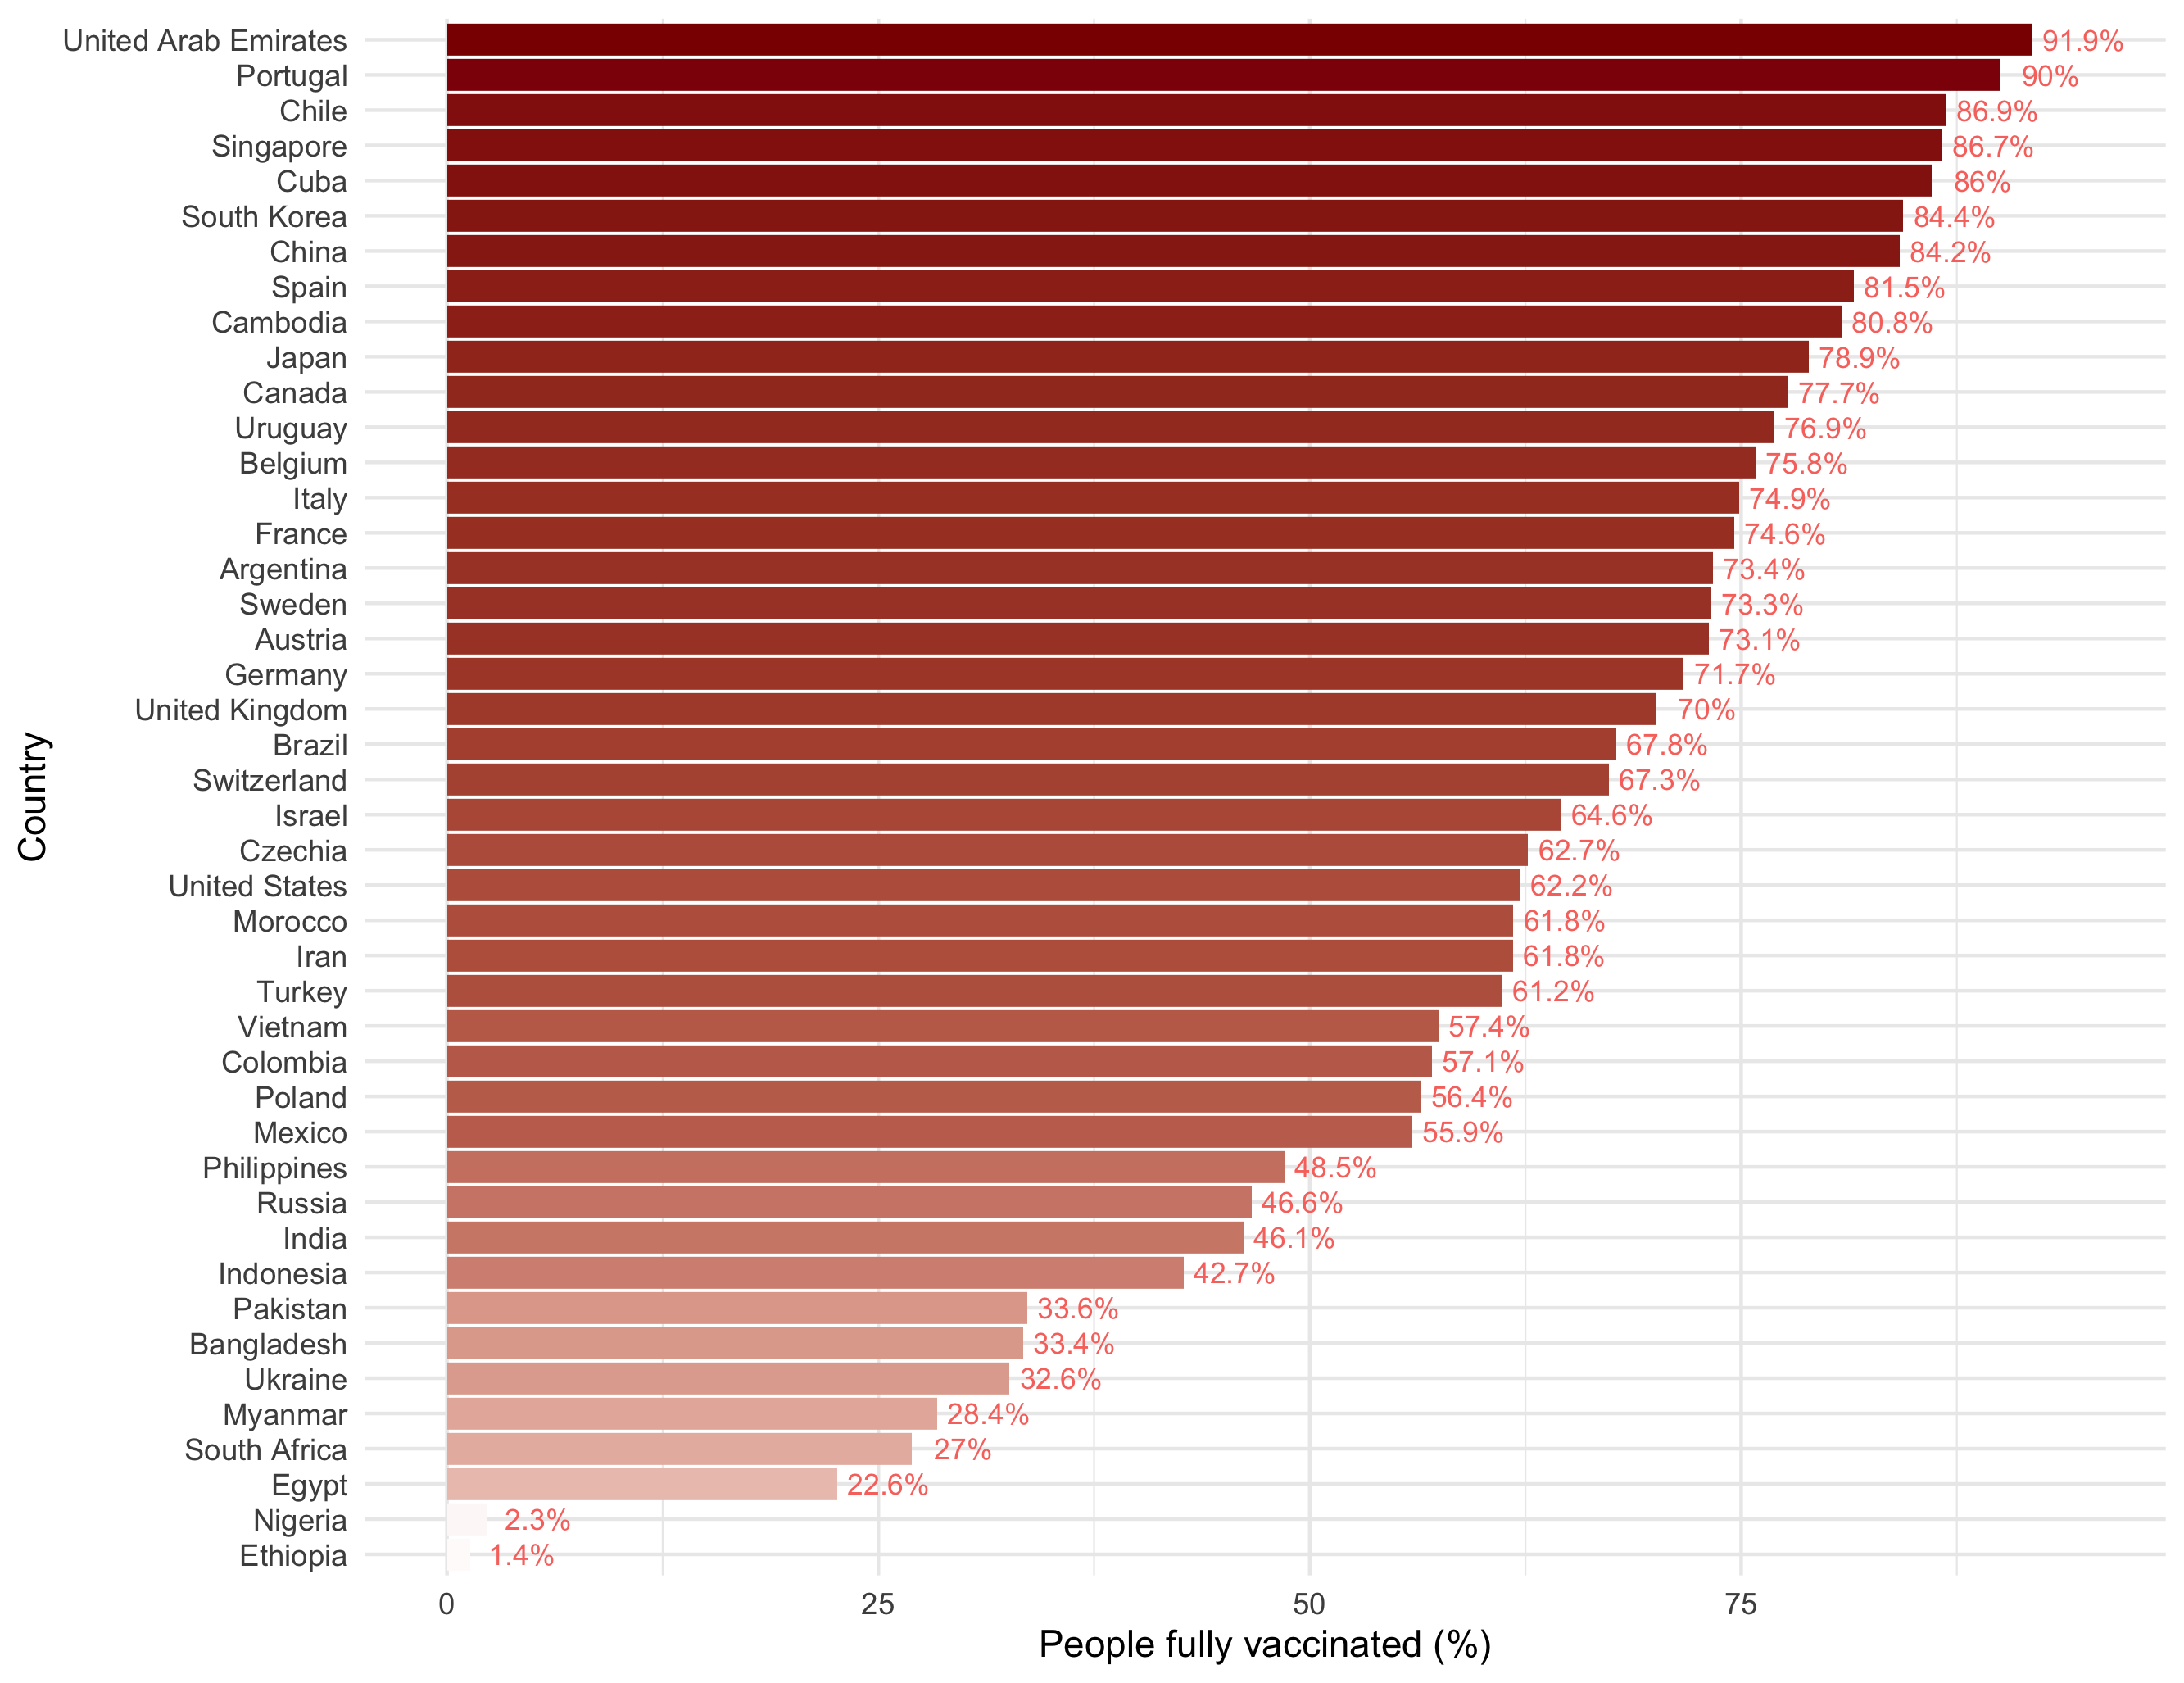 United Arab Emirates 91.9%
Portugal 90%
Chile 86.9%
Singapore 86.7%
Cuba 86%
South Korea 84.4%
China 84.2%
Spain 81.5%
Cambodia 80.8%
Japan 78.9%
Canada 77.7%
Uruguay 76.9%
Belgium 75.8%
Italy 74.9%
France 74.6%
Argentina 73.4%
Sweden 73.3%
Austria 73.1%
Germany 71.7%
United Kingdom 70%
Brazil 67.8%
Switzerland 67.3%
Israel 64.6%
Czechia 62.7%
United States 62.2%
Morocco 61.8%
Iran 61.8%
Turkey 61.2%
Vietnam 57.4%
Colombia 57.1%
Poland 56.4%
Mexico 55.9%
Philippines 48.5%
Russia 46.6%
India 46.1%
Indonesia 42.7%
Pakistan 33.6%
Bangladesh 33.4%
Ukraine 32.6%
Myanmar 28.4%
South Africa 27%
Egypt 22.6%
Nigeria 2.3%
Ethiopia 1.4%
0 25 50 75
People fully vaccinated (%)
Country